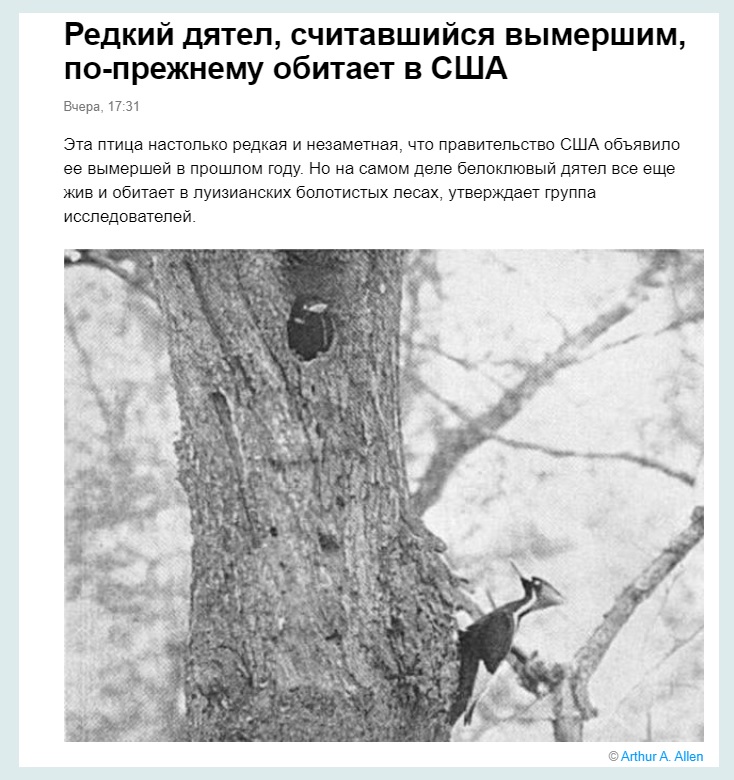 Редкий дятел, считавшийся вымершим,
по-прежнему обитает в США
Вчера, 17:31
Эта птица настолько редкая и незаметная, что правительство США объявило
ее вымершей в прошлом году. Но на самом деле белоклювый дятел все еще
жив и обитает в луизианских болотистых лесах, утверждает группа
исследователей.
© Arthur A. Allen